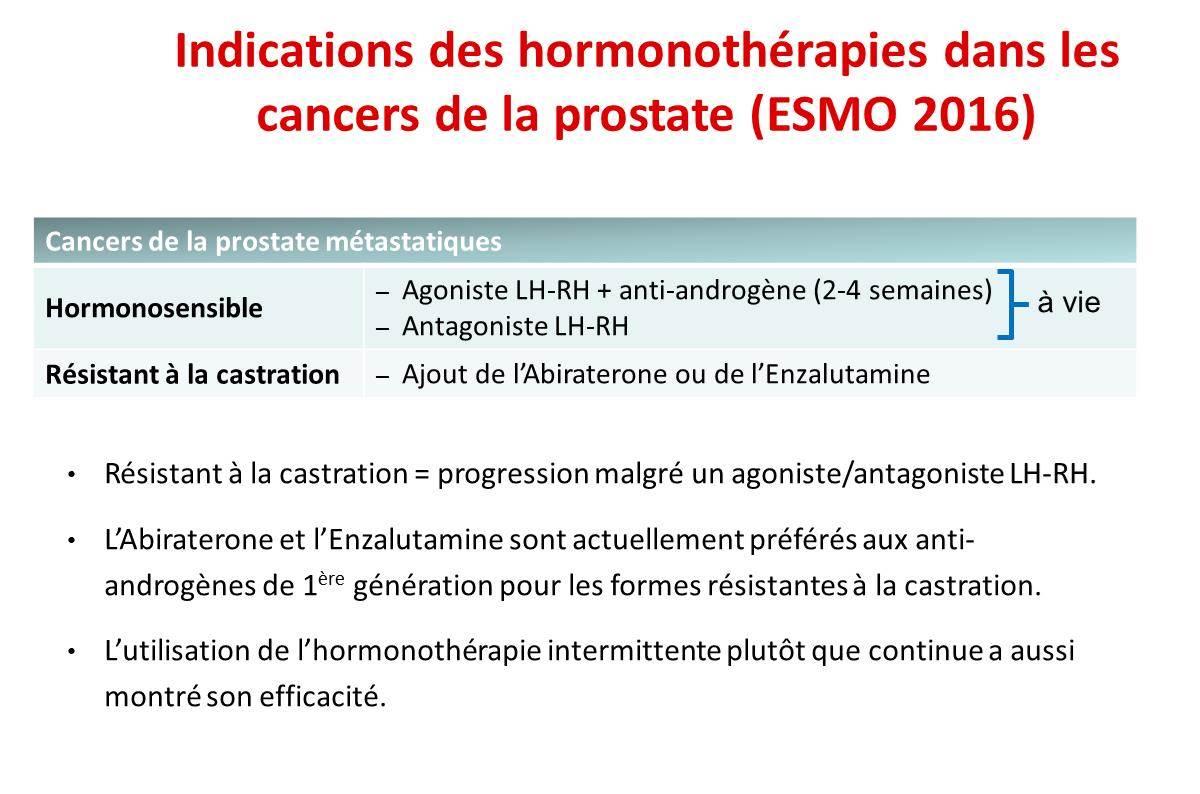 Indications des hormonothérapies dans les
cancers de la prostate (ESMO 2016)
Cancers de la prostate métastatiques
Hormonosensible
– Agoniste LH-RH + anti-androgène (2-4 semaines)
– Antagoniste LH-RH
à vie
Résistant à la castration
– Ajout de l’Abiraterone ou de l’Enzalutamine
• Résistant à la castration = progression malgré un agoniste/antagoniste LH-RH.
• L’Abiraterone et l’Enzalutamine sont actuellement préférés aux anti-
androgènes de 1ère génération pour les formes résistantes à la castration.
• L’utilisation de l’hormonothérapie intermittente plutôt que continue a aussi
montré son efficacité.